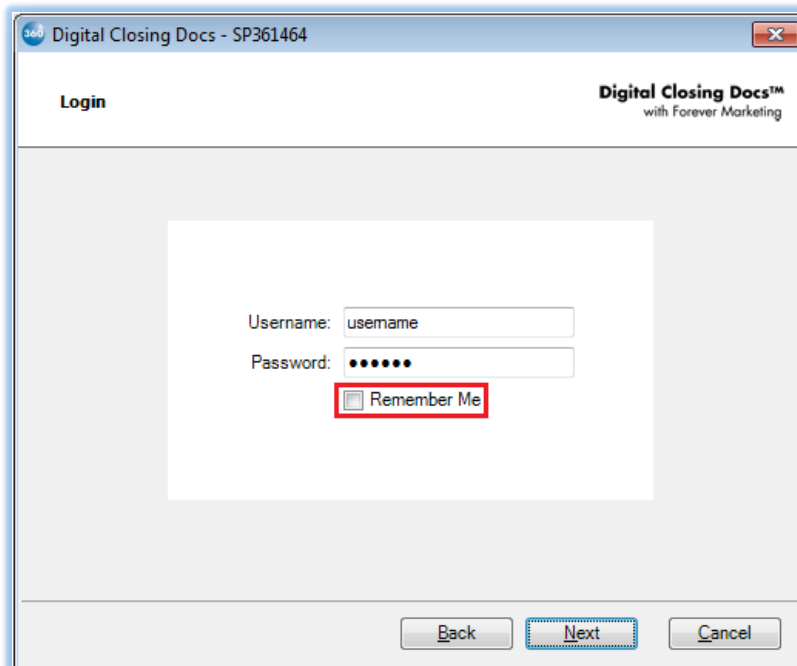 360 Digital Closing Docs - SP361464
Login
Digital Closing Docs™
with Forever Marketing
Username: username
Password: ••••••
Remember Me
Back Next Cancel